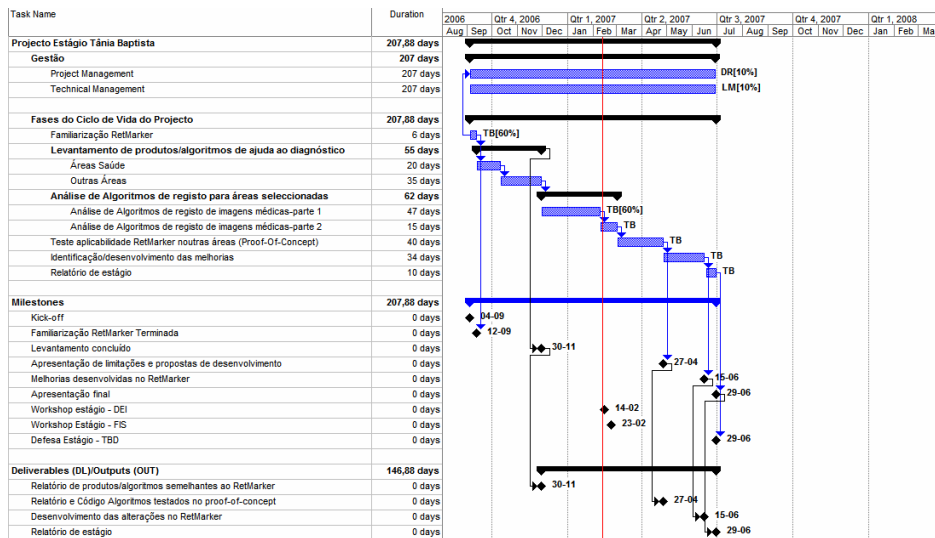 Task Name Duration 2006 Qtr 4, 2006 Qtr 1, 2007 Qtr 2, 2007 Qtr 3, 2007 Qtr 4, 2007 Qtr 1, 2008
Aug Sep Oct Nov Dec Jan Feb Mar Apr May Jun Jul Aug Sep Oct Nov Dec Jan Feb Ma
Projecto Estágio Tânia Baptista 207,88 days
Gestão 207 days
Project Management 207 days DR[10%]
Technical Management 207 days LM[10%]
Fases do Ciclo de Vida do Projecto 207,88 days
Familiarização RetMarker 6 days TB[60%]
Levantamento de produtos/algoritmos de ajuda ao diagnóstico 55 days
Áreas Saúde 20 days
Outras Áreas 35 days
Análise de Algoritmos de registo para áreas seleccionadas 62 days
Análise de Algoritmos de registo de imagens médicas-parte 1 47 days TB[60%]
Análise de Algoritmos de registo de imagens médicas-parte 2 15 days TB
Teste aplicabilidade RetMarker noutras áreas (Proof-Of-Concept) 40 days TB
Identificação/desenvolvimento das melhorias 34 days TB
Relatório de estágio 10 days TB
Milestones 207,88 days
Kick-off 0 days 04-09
Familiarização RetMarker Terminada 0 days 12-09
Levantamento concluído 0 days 30-11
Apresentação de limitações e propostas de desenvolvimento 0 days 27-04
Melhorias desenvolvidas no RetMarker 0 days 15-06
Apresentação final 0 days 29-06
Workshop estágio - DEI 0 days 14-02
Workshop Estágio - FIS 0 days 23-02
Defesa Estágio - TBD 0 days 29-06
Deliverables (DL)/Outputs (OUT) 146,88 days
Relatório de produtos/algoritmos semelhantes ao RetMarker 0 days 30-11
Relatório e Código Algoritmos testados no proof-of-concept 0 days 27-04
Desenvolvimento das alterações no RetMarker 0 days 15-06
Relatório de estágio 0 days 29-06